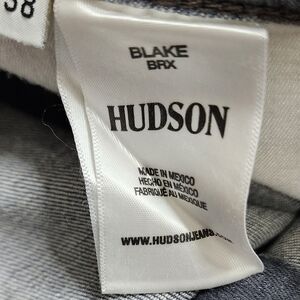 38
BLAKE
BRX
HUDSON
MADE IN MEXICO
HECHO EN MÉXICO
FABRIQUÉ AU MEXIQUE
WWW.HUDSONJEANS.COM